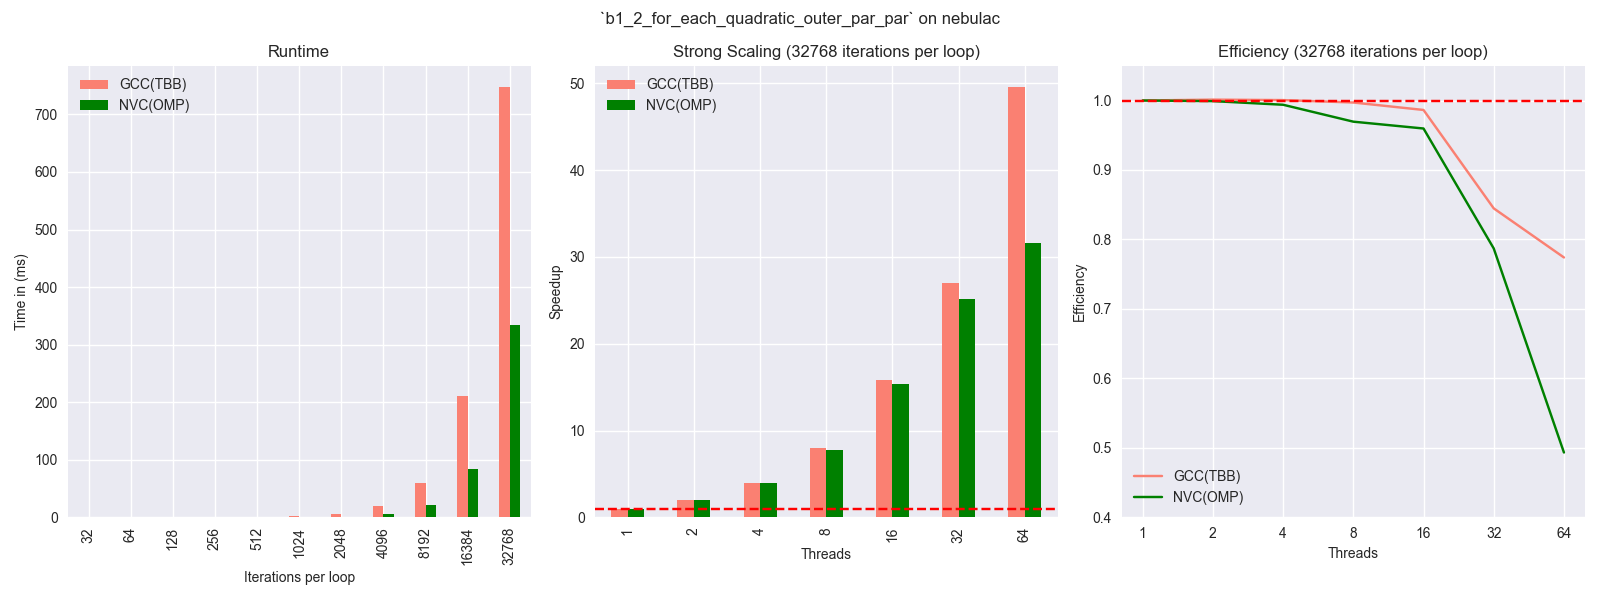 `b1_2_for_each_quadratic_outer_par_par` on nebulac
Runtime
GCC(TBB)
NVC(OMP)
Time in (ms)
700
600
500
400
300
200
100
0
32
64
128
256
512
1024
2048
4096
8192
16384
32768
Iterations per loop
Strong Scaling (32768 iterations per loop)
GCC(TBB)
NVC(OMP)
Speedup
50
40
30
20
10
0
1
2
4
8
16
32
64
Threads
Efficiency (32768 iterations per loop)
Efficiency
1.0
0.9
0.8
0.7
0.6
0.5
0.4
GCC(TBB)
NVC(OMP)
1
2
4
8
16
32
64
Threads